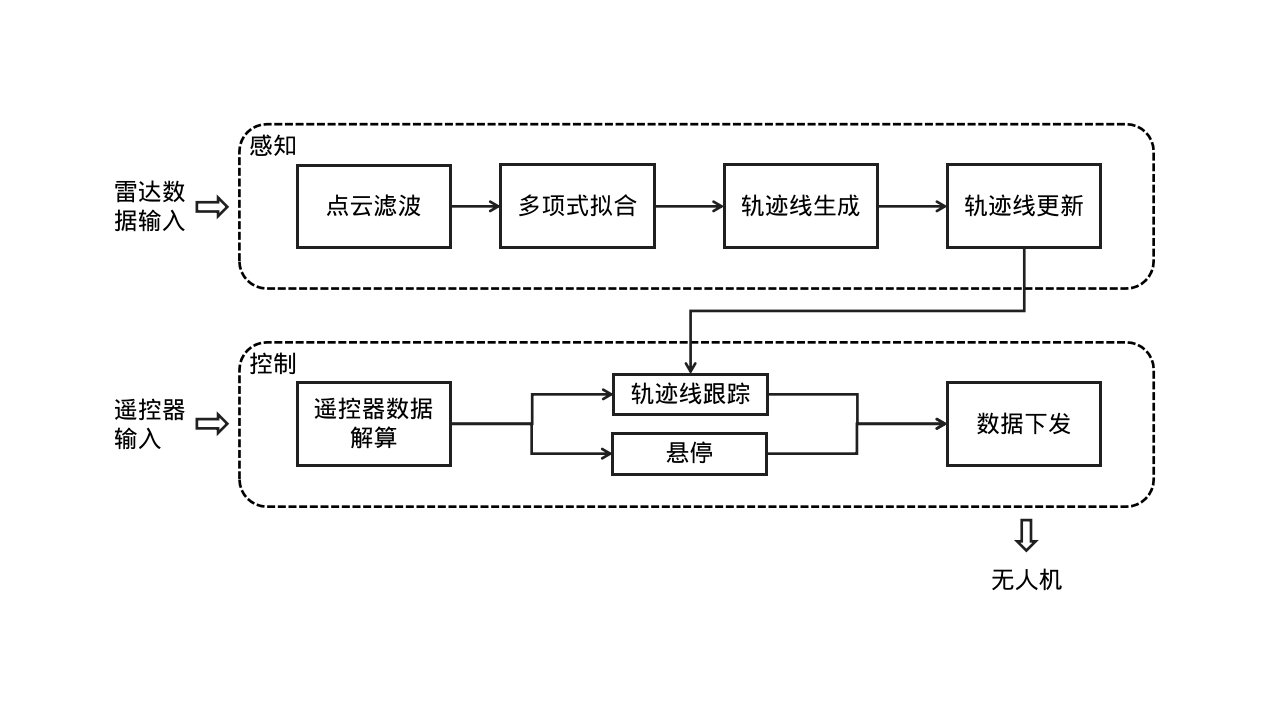 感知
雷达数
据输入
点云滤波
多项式拟合
轨迹线生成
轨迹线更新
控制
遥控器
输入
遥控器数据
解算
轨迹线跟踪
悬停
数据下发
无人机